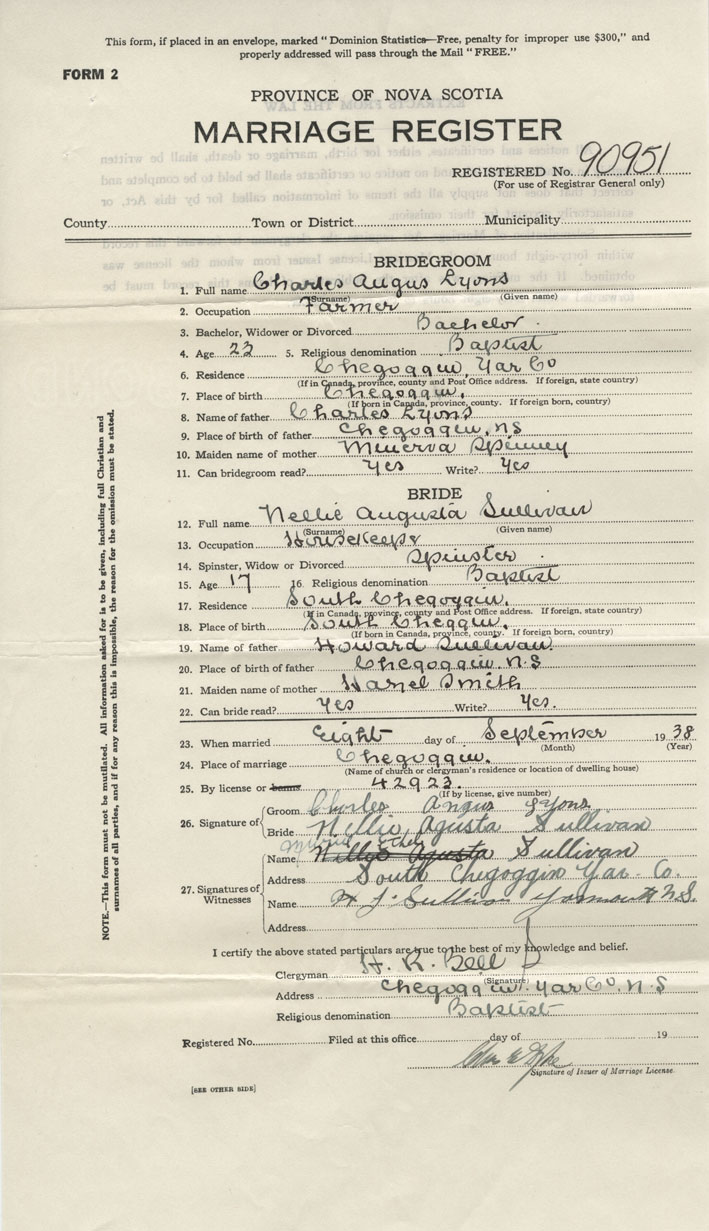 This form, if placed in an envelope, marked "Dominion Statistics—Free, penalty for improper use $300," and
properly addressed will pass through the Mail "FREE."
FORM 2
PROVINCE OF NOVA SCOTIA
MARRIAGE REGISTER
REGISTERED No. 90951
(For use of Registrar General only)
County Town or District Municipality
BRIDEGROOM
1. Full name Charles Angus Lyons
(Surname) (Given name)
2. Occupation Farmer
3. Bachelor, Widower or Divorced Bachelor.
4. Age 23 5. Religious denomination Baptist
6. Residence Chegoggin, Yar Co
(If in Canada, province, county and Post Office address. If foreign, state country)
7. Place of birth Chegoggin.
(If born in Canada, province, county. If foreign born, country)
8. Name of father Charles Lyons
9. Place of birth of father Chegoggin, N.S
10. Maiden name of mother Minerva Spinney
11. Can bridegroom read? Yes Write? Yes
BRIDE
12. Full name Nellie Augusta Sullivan
(Surname) (Given name)
13. Occupation Housekeeper
14. Spinster, Widow or Divorced Spinster.
15. Age 17 16. Religious denomination Baptist
17. Residence South Chegoggin.
(If in Canada, province, county and Post Office address. If foreign, state country)
18. Place of birth South Cheggin.
(If born in Canada, province, county. If foreign born, country)
19. Name of father Howard Sullivan.
20. Place of birth of father Chegoggin. N.S
21. Maiden name of mother Hazel Smith
22. Can bride read? Yes Write? Yes.
23. When married Eight day of September 1938
(Month) (Year)
24. Place of marriage Chegoggin.
(Name of church or clergyman's residence or location of dwelling house)
25. By license or banns 42923.
(If by license, give number)
26. Signature of
Groom Charles Angus Lyons
Bride Nellie Agusta Sullivan
Ethel
27. Signatures of Witnesses
Name Nellie Agusta Sullivan
Address South Chegoggin Yar. Co.
Name H J Sullivan Yarmouth N.S.
Address
I certify the above stated particulars are true to the best of my knowledge and belief.
Clergyman H. R. Bell
(Signature)
Address Chegoggin. Yar Co, N.S
Religious denomination Baptist
Registered No. Filed at this office day of 19
Signature of Issuer of Marriage License
[SEE OTHER SIDE]
NOTE.—This form must not be mutilated. All information asked for is to be given, including full Christian and
surnames of all parties, and if for any reason this is impossible, the reason for the omission must be stated.